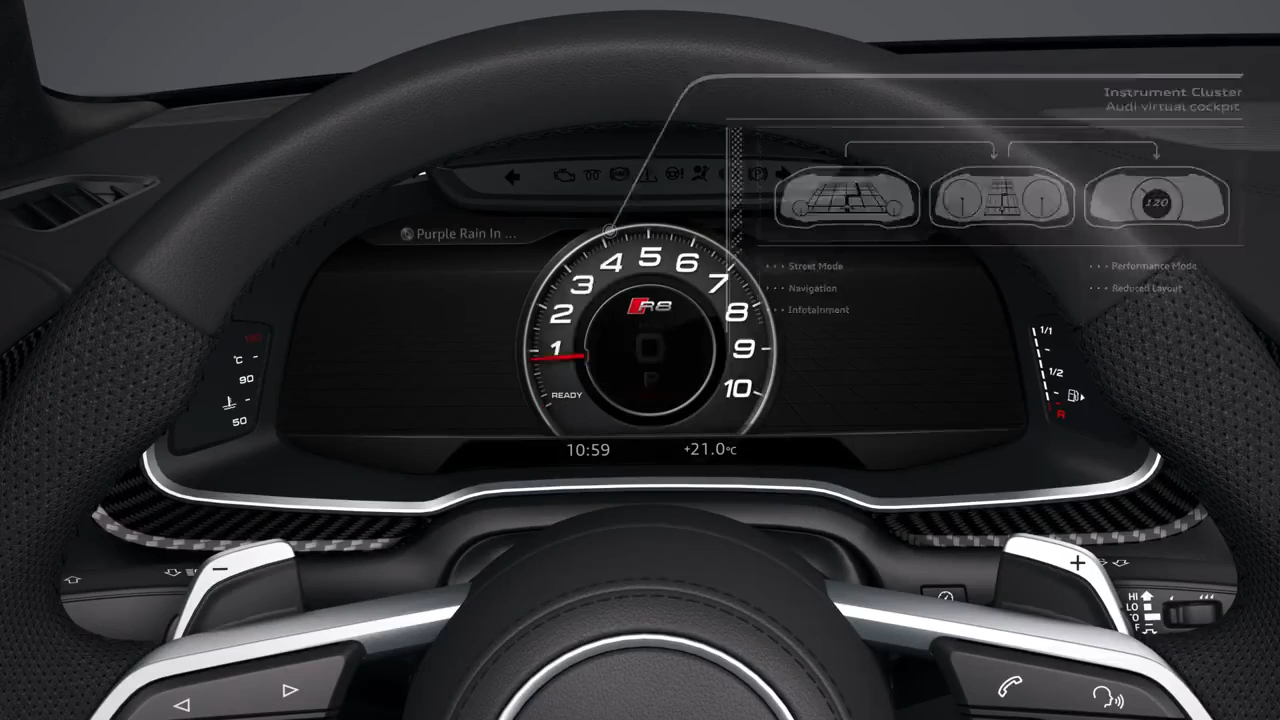 Instrument Cluster
Audi virtual cockpit
120
Purple Rain In ...
••• Street Mode
••• Navigation
••• Infotainment
••• Performance Mode
••• Reduced Layout
1
2
3
4
5
6
7
8
9
10
R8
0
P
READY
°C
90
50
1/1
1/2
R
10:59
+21.0°C
−
+
HI
LO